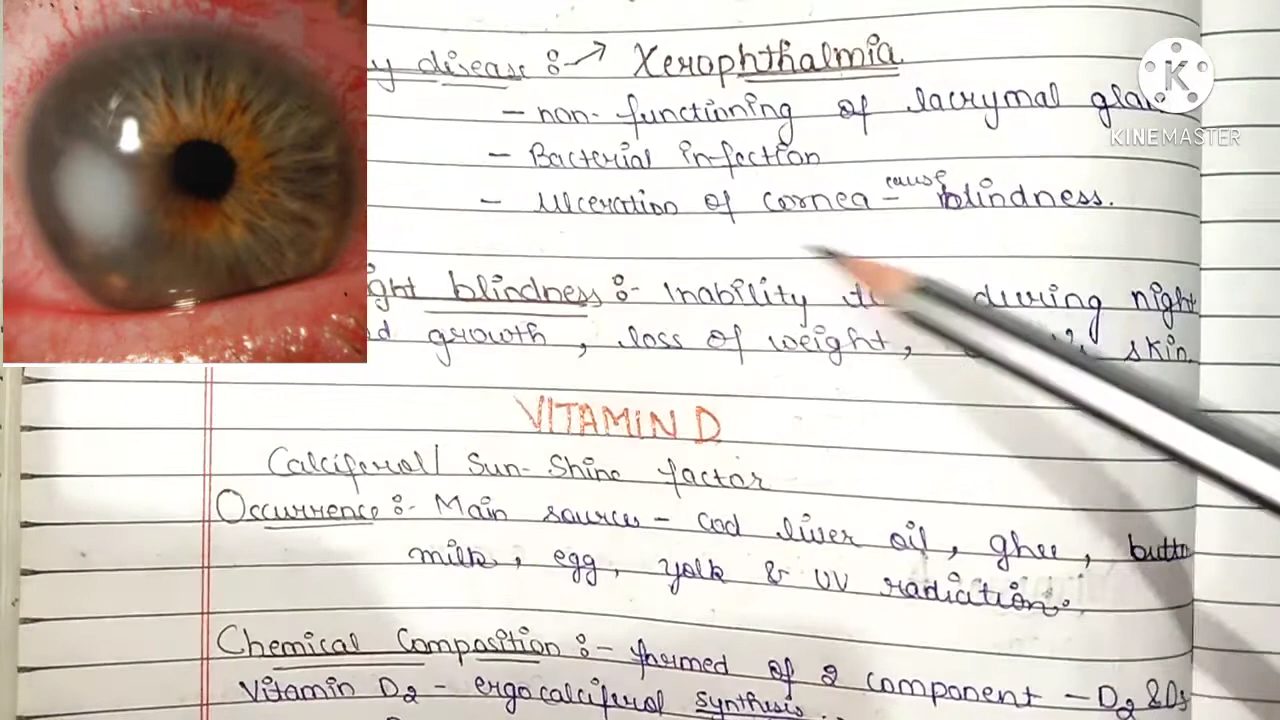 y disease :-→ Xerophthalmia
- non-functioning of lacrymal
K
KINEMASTER
- Bacterial infection
- Ulceration of cornea - cause blindness.
ght blindness :- Inability during night
d growth, loss of weight, skin.
VITAMIN D
Calciferol / Sun-Shine factor
Occurrence :- Main source - cod liver oil, ghee,
milk, egg, yolk & UV radiation.
Chemical Composition :- formed of 2 component - D2 & D3
Vitamin D2 - ergocalciferol synthesis